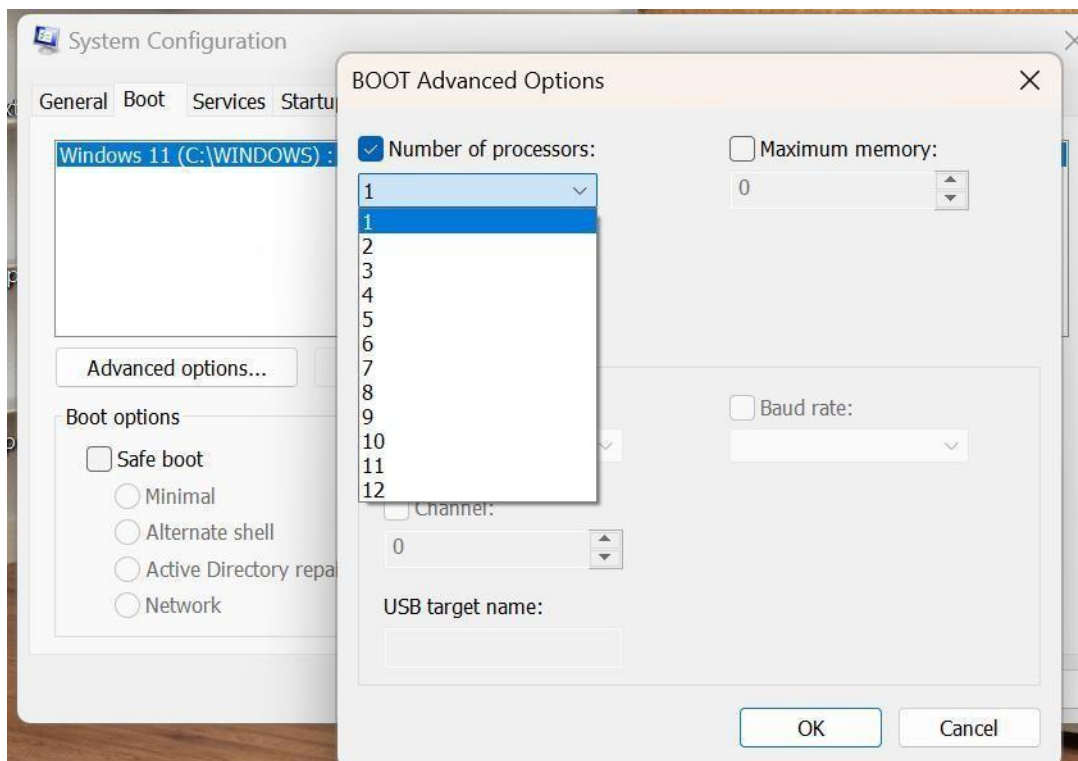 System Configuration
General Boot Services Startu
Windows 11 (C:\WINDOWS) :
Advanced options...
Boot options
Safe boot
Minimal
Alternate shell
Active Directory repai
Network
BOOT Advanced Options
Number of processors:
1
1
2
3
4
5
6
7
8
9
10
11
12
Maximum memory:
0
Baud rate:
Channel:
0
USB target name:
OK Cancel